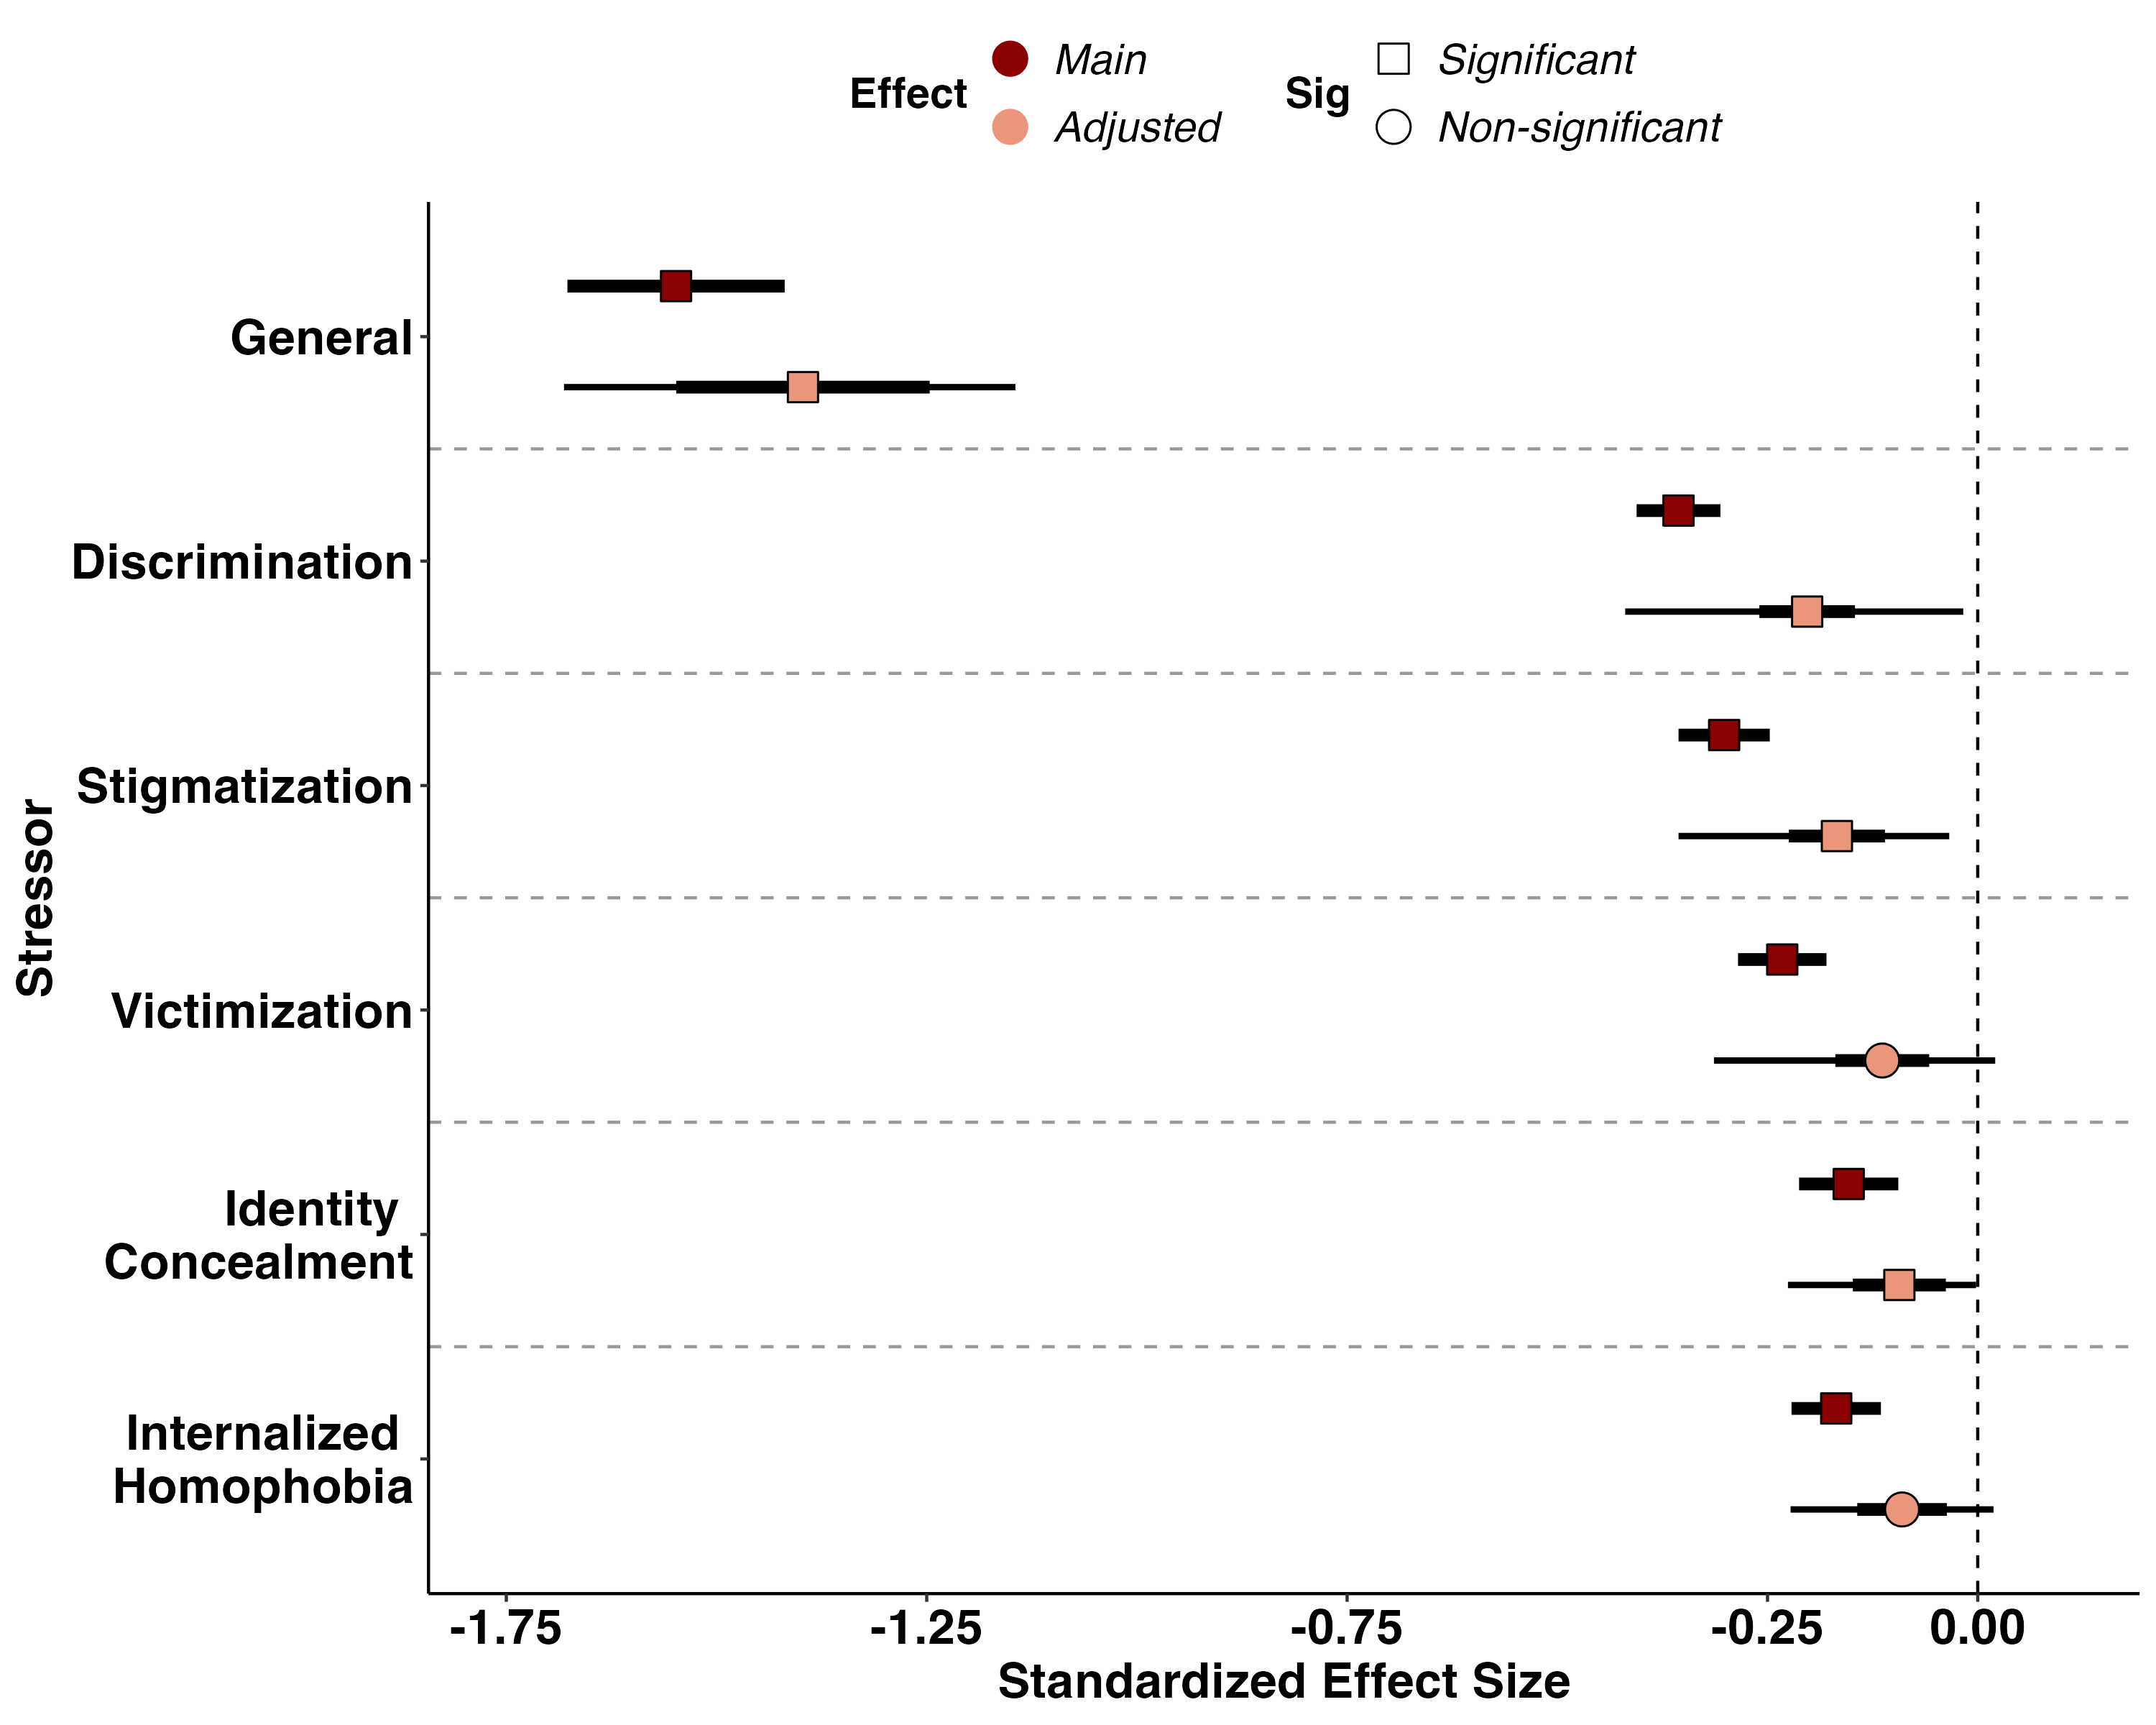 Effect
Main
Adjusted
Sig
Significant
Non-significant
General
Discrimination
Stigmatization
Victimization
Identity
Concealment
Internalized
Homophobia
Stressor
-1.75
-1.25
-0.75
-0.25
0.00
Standardized Effect Size